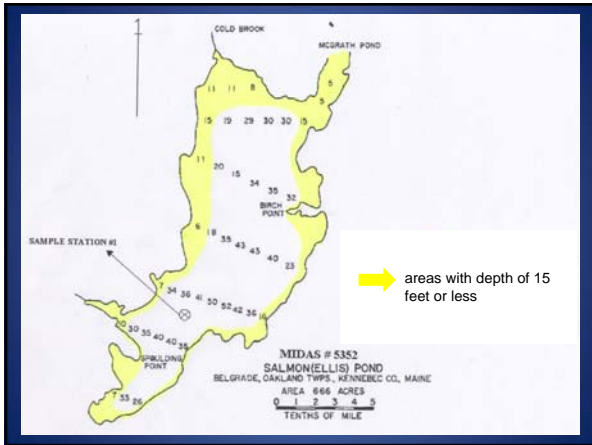 COLD BROOK
MCGRATH POND
5
5
11 11 8
15 19 29 30 30 15
11
20
15
34
35
32
BIRCH POINT
6
18
35
43
43
40
23
SAMPLE STATION #1
7 34 36 41 50 52 42 36 16
30 35 40 40 35
SPAULDING
POINT
7 33 26
areas with depth of 15
feet or less
MIDAS # 5352
SALMON(ELLIS) POND
BELGRADE, OAKLAND TWPS., KENNEBEC CO., MAINE
AREA 666 ACRES
0 1 2 3 4 5
TENTHS OF MILE